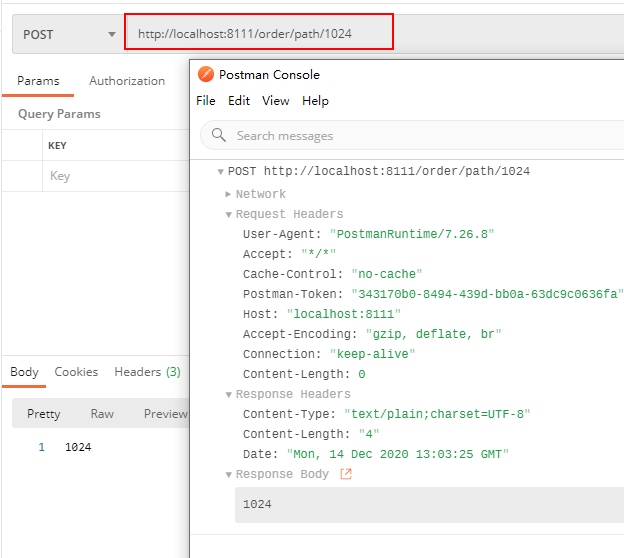 POST
http://localhost:8111/order/path/1024
Params
Authorization
Query Params
KEY
Key
Body
Cookies
Headers (3)
Pretty
Raw
Preview
1
1024
Postman Console
File
Edit
View
Help
Search messages
POST http://localhost:8111/order/path/1024
Network
Request Headers
User-Agent: "PostmanRuntime/7.26.8"
Accept: "*/*"
Cache-Control: "no-cache"
Postman-Token: "343170b0-8494-439d-bb0a-63dc9c0636fa"
Host: "localhost:8111"
Accept-Encoding: "gzip, deflate, br"
Connection: "keep-alive"
Content-Length: 0
Response Headers
Content-Type: "text/plain;charset=UTF-8"
Content-Length: "4"
Date: "Mon, 14 Dec 2020 13:03:25 GMT"
Response Body
1024